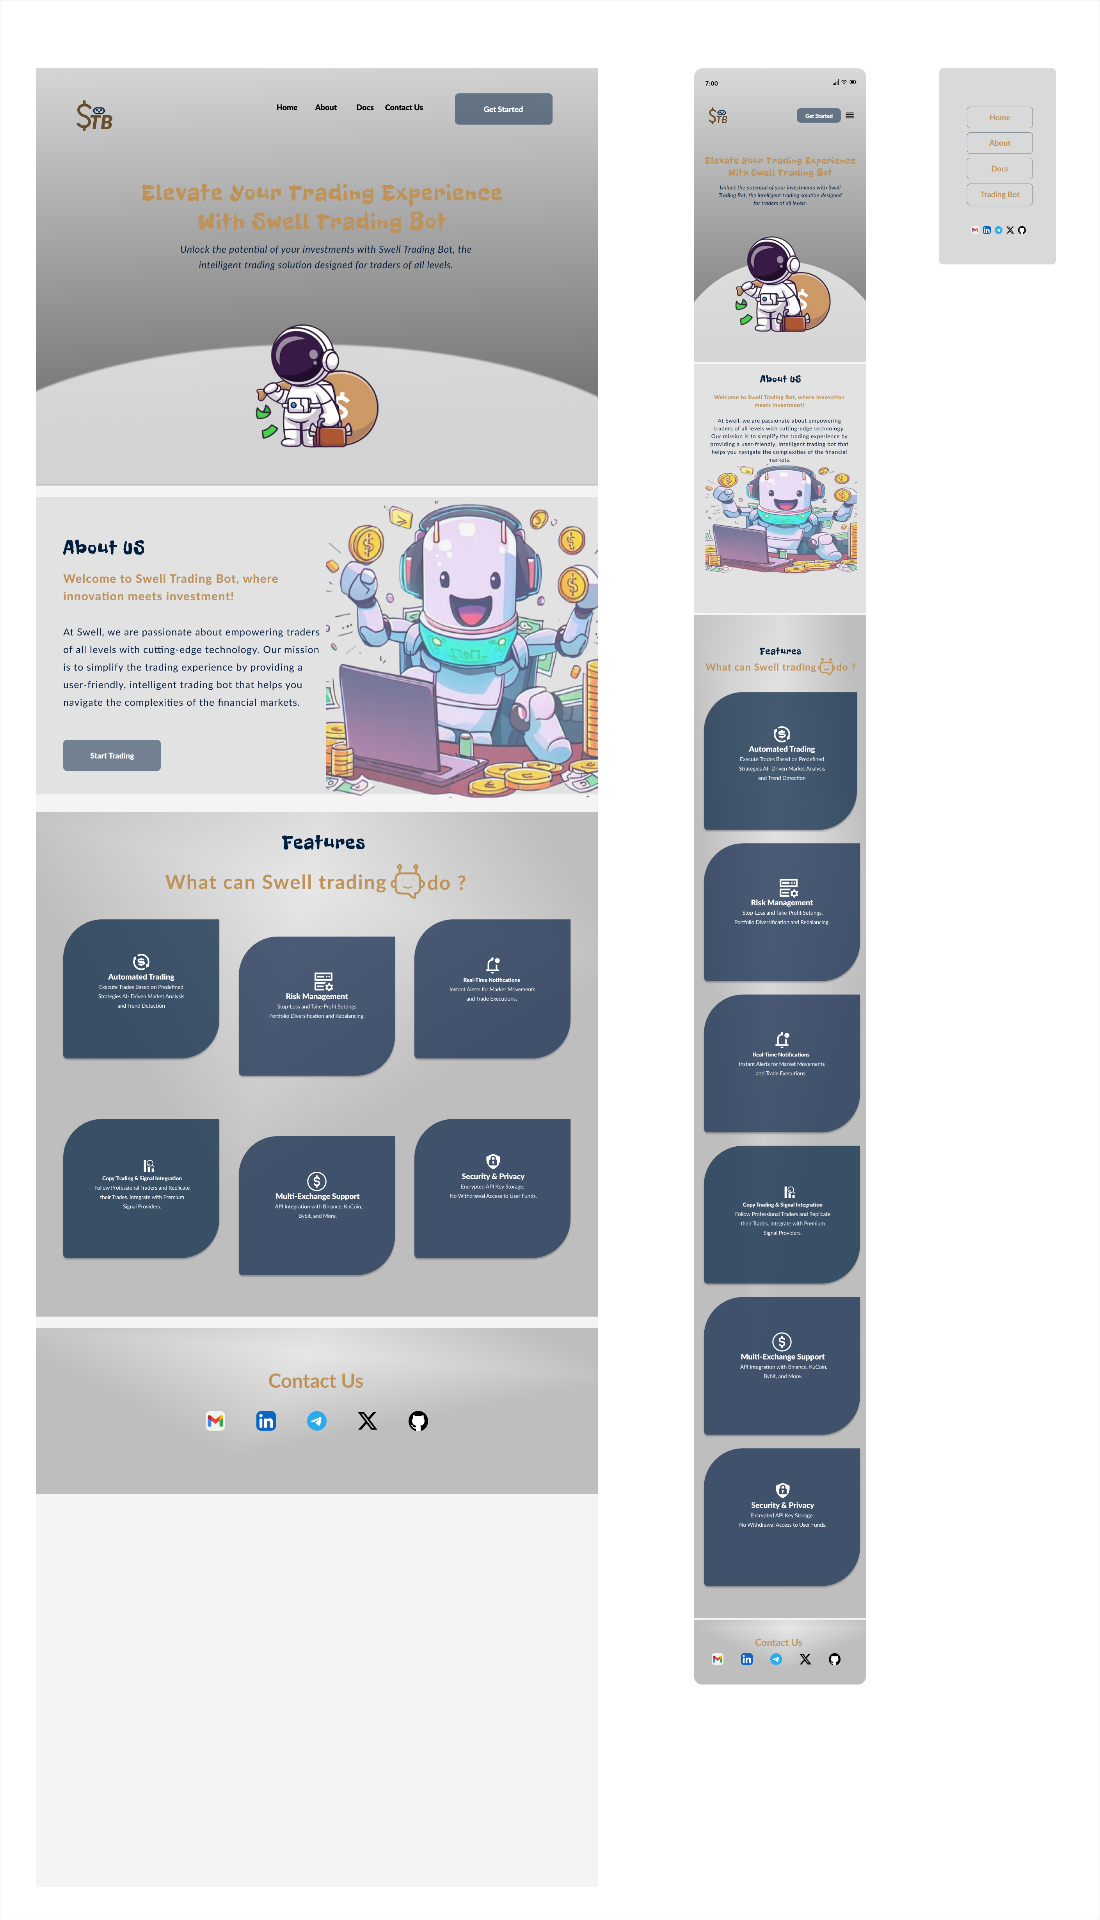 $TB
Home About Docs Contact Us Get Started
Elevate Your Trading Experience
With Swell Trading Bot
Unlock the potential of your investments with Swell Trading Bot, the
intelligent trading solution designed for traders of all levels.
$
About US
Welcome to Swell Trading Bot, where
innovation meets investment!
At Swell, we are passionate about empowering traders
of all levels with cutting-edge technology. Our mission
is to simplify the trading experience by providing a
user-friendly, intelligent trading bot that helps you
navigate the complexities of the financial markets.
Start Trading
Features
What can Swell trading do ?
Automated Trading
Execute Trades Based on Predefined
Strategies AI- Driven Market Analysis
and Trend Detection
Risk Management
Stop-Loss and Take-Profit Settings.
Portfolio Diversification and Rebalancing.
Real-Time Notifications
Instant Alerts for Market Movements
and Trade Executions.
Copy Trading & Signal Integration
Follow Professional Traders and Replicate
their Trades. Integrate with Premium
Signal Providers.
Multi-Exchange Support
API Integration with Binance, KuCoin,
Bybit, and More.
Security & Privacy
Encrypted API Key Storage.
No Withdrawal Access to User Funds.
Contact Us
7:00
$TB
Get Started
Elevate Your Trading Experience
With Swell Trading Bot
Unlock the potential of your investments with Swell
Trading Bot, the intelligent trading solution designed
for traders of all levels.
$
About US
Welcome to Swell Trading Bot, where innovation
meets investment!
At Swell, we are passionate about empowering
traders of all levels with cutting-edge technology.
Our mission is to simplify the trading experience by
providing a user-friendly, intelligent trading bot that
helps you navigate the complexities of the financial
markets.
Features
What can Swell trading do ?
Automated Trading
Execute Trades Based on Predefined
Strategies AI- Driven Market Analysis
and Trend Detection
Risk Management
Stop-Loss and Take-Profit Settings.
Portfolio Diversification and Rebalancing.
Real-Time Notifications
Instant Alerts for Market Movements
and Trade Executions.
Copy Trading & Signal Integration
Follow Professional Traders and Replicate
their Trades. Integrate with Premium
Signal Providers.
Multi-Exchange Support
API Integration with Binance, KuCoin,
Bybit, and More.
Security & Privacy
Encrypted API Key Storage.
No Withdrawal Access to User Funds.
Contact Us
Home
About
Docs
Trading Bot